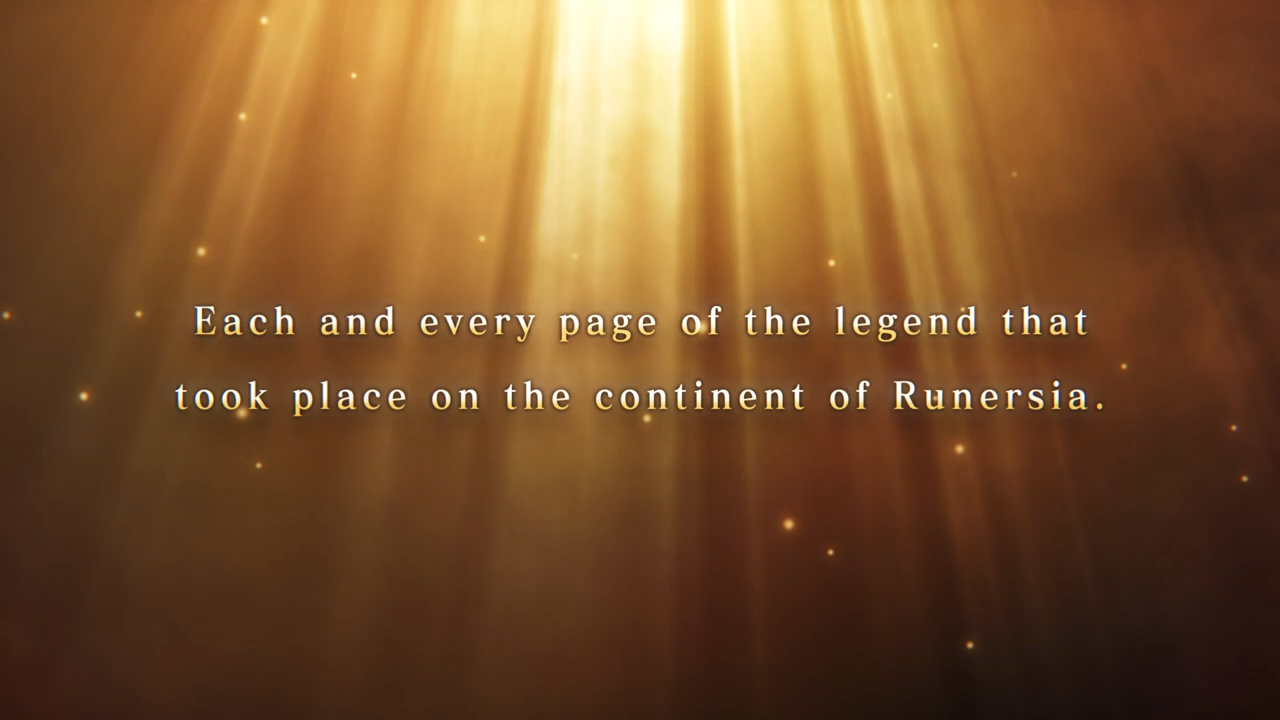 Each and every page of the legend that
took place on the continent of Runersia.